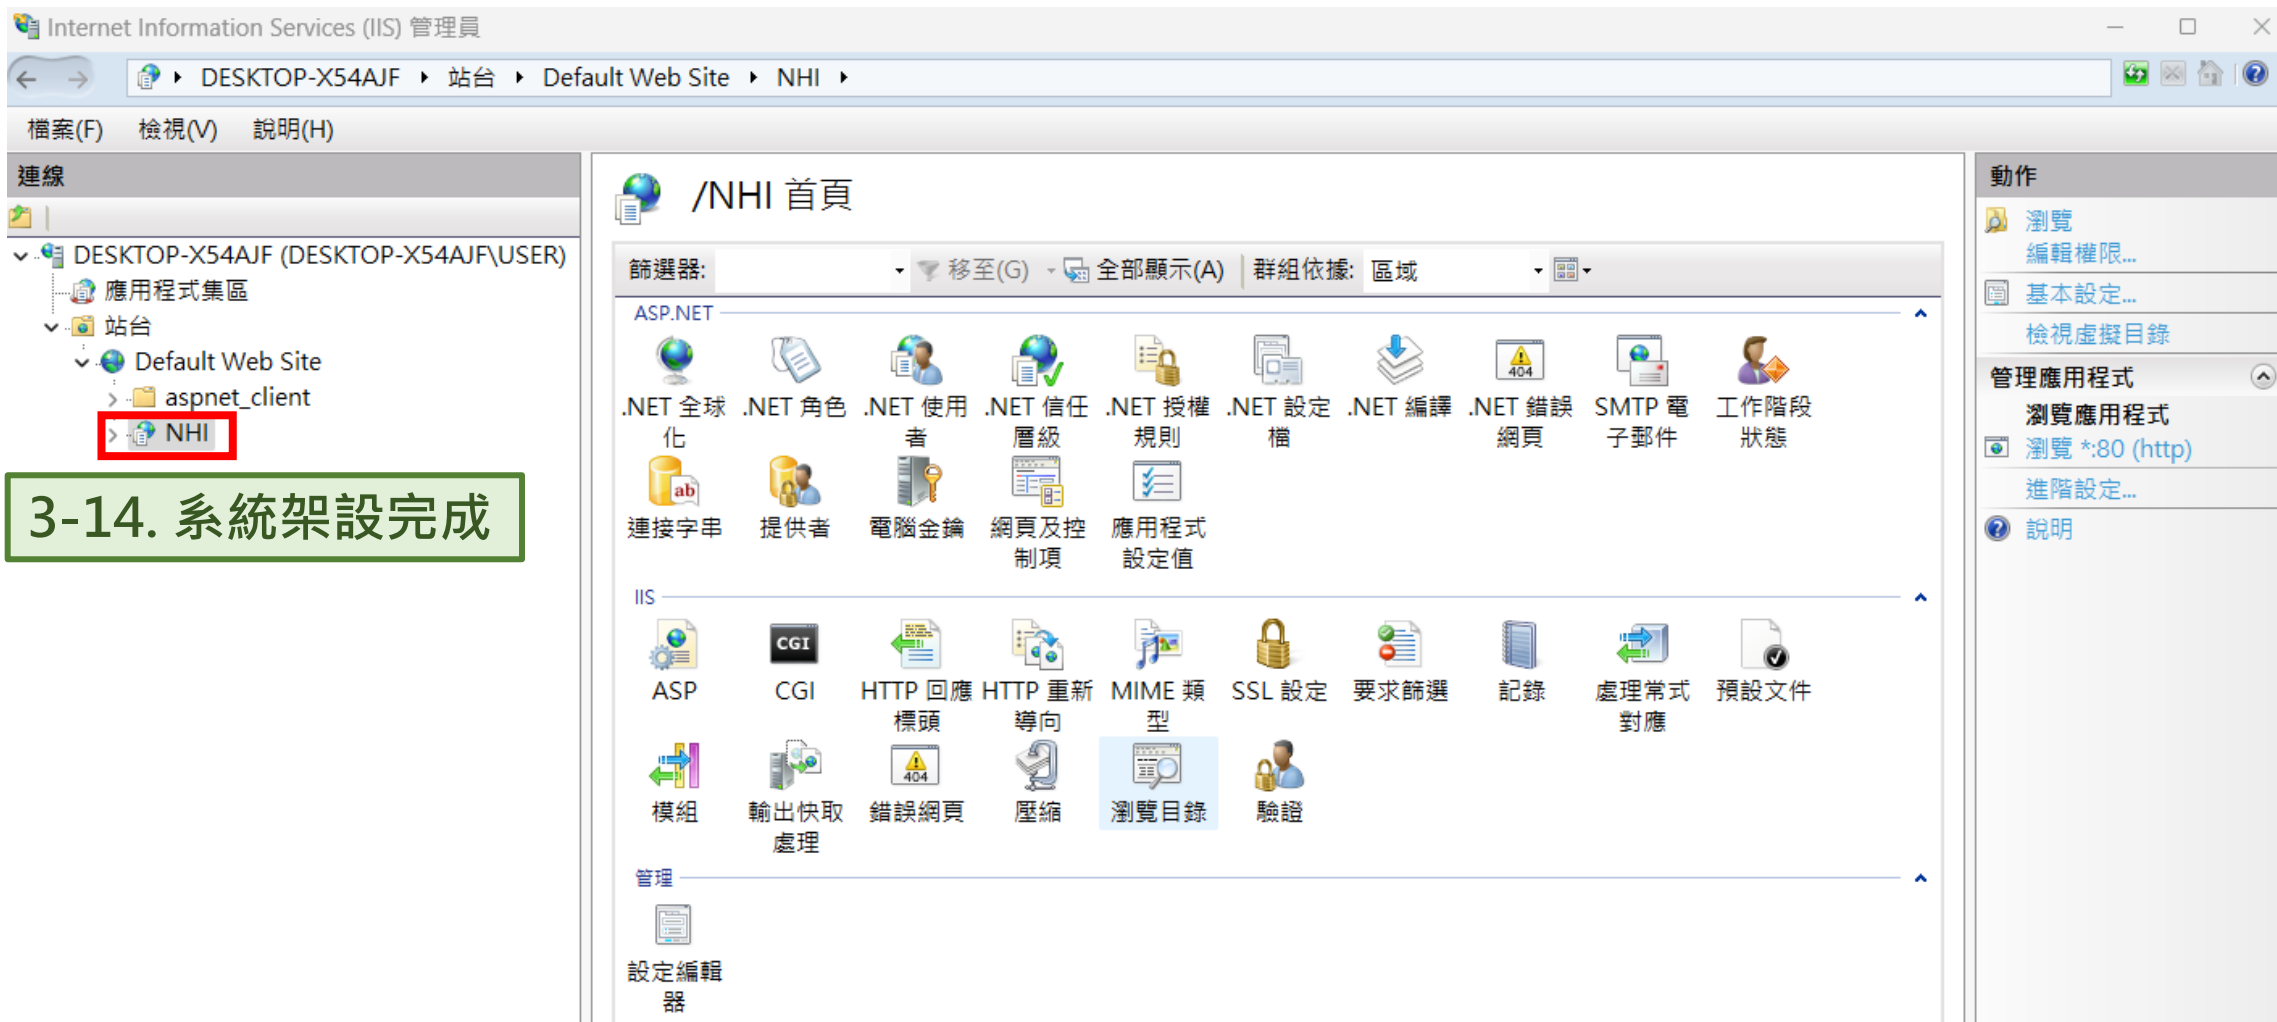 Internet Information Services (IIS) 管理員
DESKTOP-X54AJF
站台
Default Web Site
NHI
檔案(F) 檢視(V) 說明(H)
連線
DESKTOP-X54AJF (DESKTOP-X54AJF\USER)
應用程式集區
站台
Default Web Site
aspnet_client
NHI
3-14. 系統架設完成
/NHI 首頁
篩選器: 移至(G) 全部顯示(A) 群組依據: 區域
ASP.NET
.NET 全球
化
.NET 角色
.NET 使用
者
.NET 信任
層級
.NET 授權
規則
.NET 設定
檔
.NET 編譯
404
.NET 錯誤
網頁
SMTP 電
子郵件
工作階段
狀態
ab
連接字串
提供者
電腦金鑰
網頁及控
制項
應用程式
設定值
IIS
ASP
CGI
CGI
HTTP 回應
標頭
HTTP 重新
導向
MIME 類
型
SSL 設定
要求篩選
記錄
處理常式
對應
預設文件
模組
輸出快取
處理
404
錯誤網頁
壓縮
瀏覽目錄
驗證
管理
設定編輯
器
動作
瀏覽
編輯權限...
基本設定...
檢視虛擬目錄
管理應用程式
瀏覽應用程式
瀏覽 *:80 (http)
進階設定...
說明